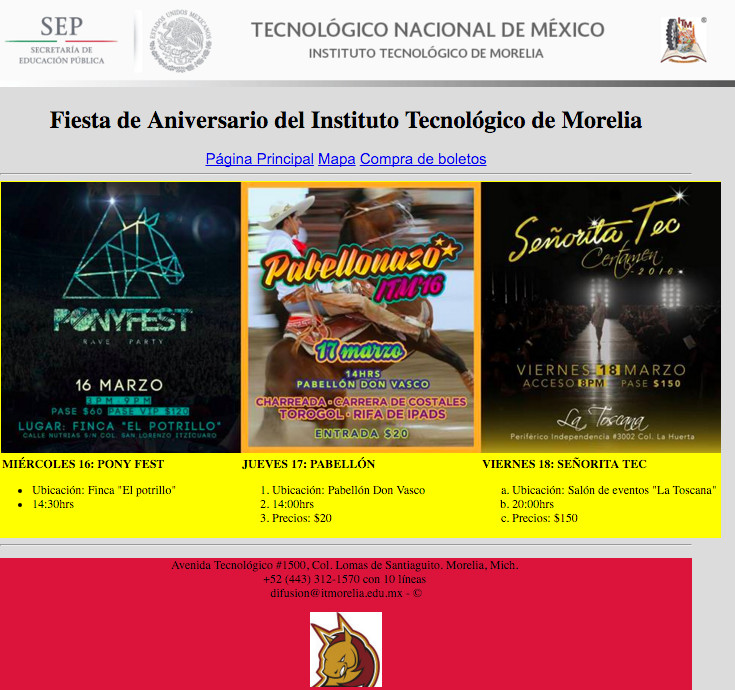 SEP
SECRETARÍA DE
EDUCACIÓN PÚBLICA
ESTADOS UNIDOS MEXICANOS
TECNOLÓGICO NACIONAL DE MÉXICO
INSTITUTO TECNOLÓGICO DE MORELIA
ITM
®
Fiesta de Aniversario del Instituto Tecnológico de Morelia
Página Principal Mapa Compra de boletos
PONYFEST
RAVE PARTY
16 MARZO
3PM-9PM
PASE $60 PASE VIP $120
LUGAR: FINCA "EL POTRILLO"
CALLE NUTRIAS S/N COL. SAN LORENZO ITZÍCUARO
Pabellonazo
ITM'16
17 marzo
14HRS
PABELLÓN DON VASCO
CHARREADA · CARRERA DE COSTALES
TOROGOL · RIFA DE IPADS
ENTRADA $20
Señorita Tec
Certamen
-2016-
VIERNES 18 MARZO
ACCESO 8PM PASE $150
La Toscana
Periférico Independencia #3002 Col. La Huerta
MIÉRCOLES 16: PONY FEST
• Ubicación: Finca "El potrillo"
• 14:30hrs
JUEVES 17: PABELLÓN
1. Ubicación: Pabellón Don Vasco
2. 14:00hrs
3. Precios: $20
VIERNES 18: SEÑORITA TEC
a. Ubicación: Salón de eventos "La Toscana"
b. 20:00hrs
c. Precios: $150
Avenida Tecnológico #1500, Col. Lomas de Santiaguito. Morelia, Mich.
+52 (443) 312-1570 con 10 líneas
difusion@itmorelia.edu.mx - ©